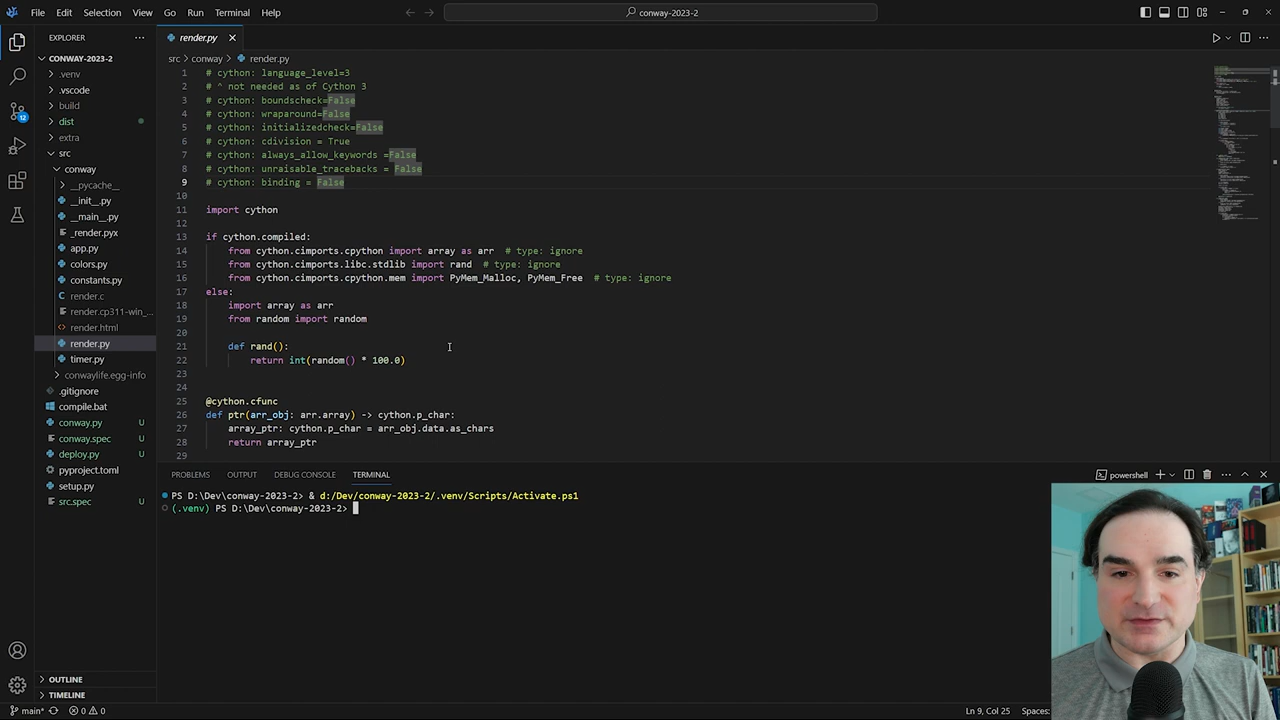 File Edit Selection View Go Run Terminal Help
conway-2023-2
EXPLORER
CONWAY-2023-2
.venv
.vscode
build
dist
extra
src
conway
__pycache__
__init__.py
__main__.py
_render.pyx
app.py
colors.py
constants.py
render.c
render.cp311-win_...
render.html
render.py
timer.py
conwaylife.egg-info
.gitignore
compile.bat
conway.py
conway.spec
deploy.py
pyproject.toml
setup.py
src.spec
OUTLINE
TIMELINE
12
render.py
src > conway > render.py
1 # cython: language_level=3
2 # ^ not needed as of Cython 3
3 # cython: boundscheck=False
4 # cython: wraparound=False
5 # cython: initializedcheck=False
6 # cython: cdivision = True
7 # cython: always_allow_keywords =False
8 # cython: unraisable_tracebacks = False
9 # cython: binding = False
10
11 import cython
12
13 if cython.compiled:
14 from cython.cimports.cpython import array as arr # type: ignore
15 from cython.cimports.libc.stdlib import rand # type: ignore
16 from cython.cimports.cpython.mem import PyMem_Malloc, PyMem_Free # type: ignore
17 else:
18 import array as arr
19 from random import random
20
21 def rand():
22 return int(random() * 100.0)
23
24
25 @cython.cfunc
26 def ptr(arr_obj: arr.array) -> cython.p_char:
27 array_ptr: cython.p_char = arr_obj.data.as_chars
28 return array_ptr
29
PROBLEMS OUTPUT DEBUG CONSOLE TERMINAL
powershell
PS D:\Dev\conway-2023-2> & d:/Dev/conway-2023-2/.venv/Scripts/Activate.ps1
(.venv) PS D:\Dev\conway-2023-2>
main* 0 0
Ln 9, Col 25 Spaces: